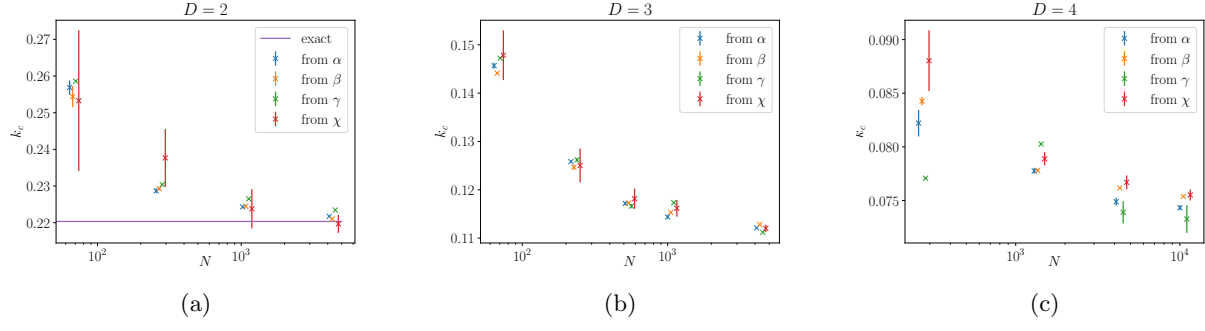 D = 2
0.27
0.26
0.25
0.24
0.23
0.22
k_c
10^2
10^3
N
exact
from α
from β
from γ
from χ
(a)
D = 3
0.15
0.14
0.13
0.12
0.11
k_c
10^2
10^3
N
from α
from β
from γ
from χ
(b)
D = 4
0.090
0.085
0.080
0.075
κ_c
10^3
10^4
N
from α
from β
from γ
from χ
(c)